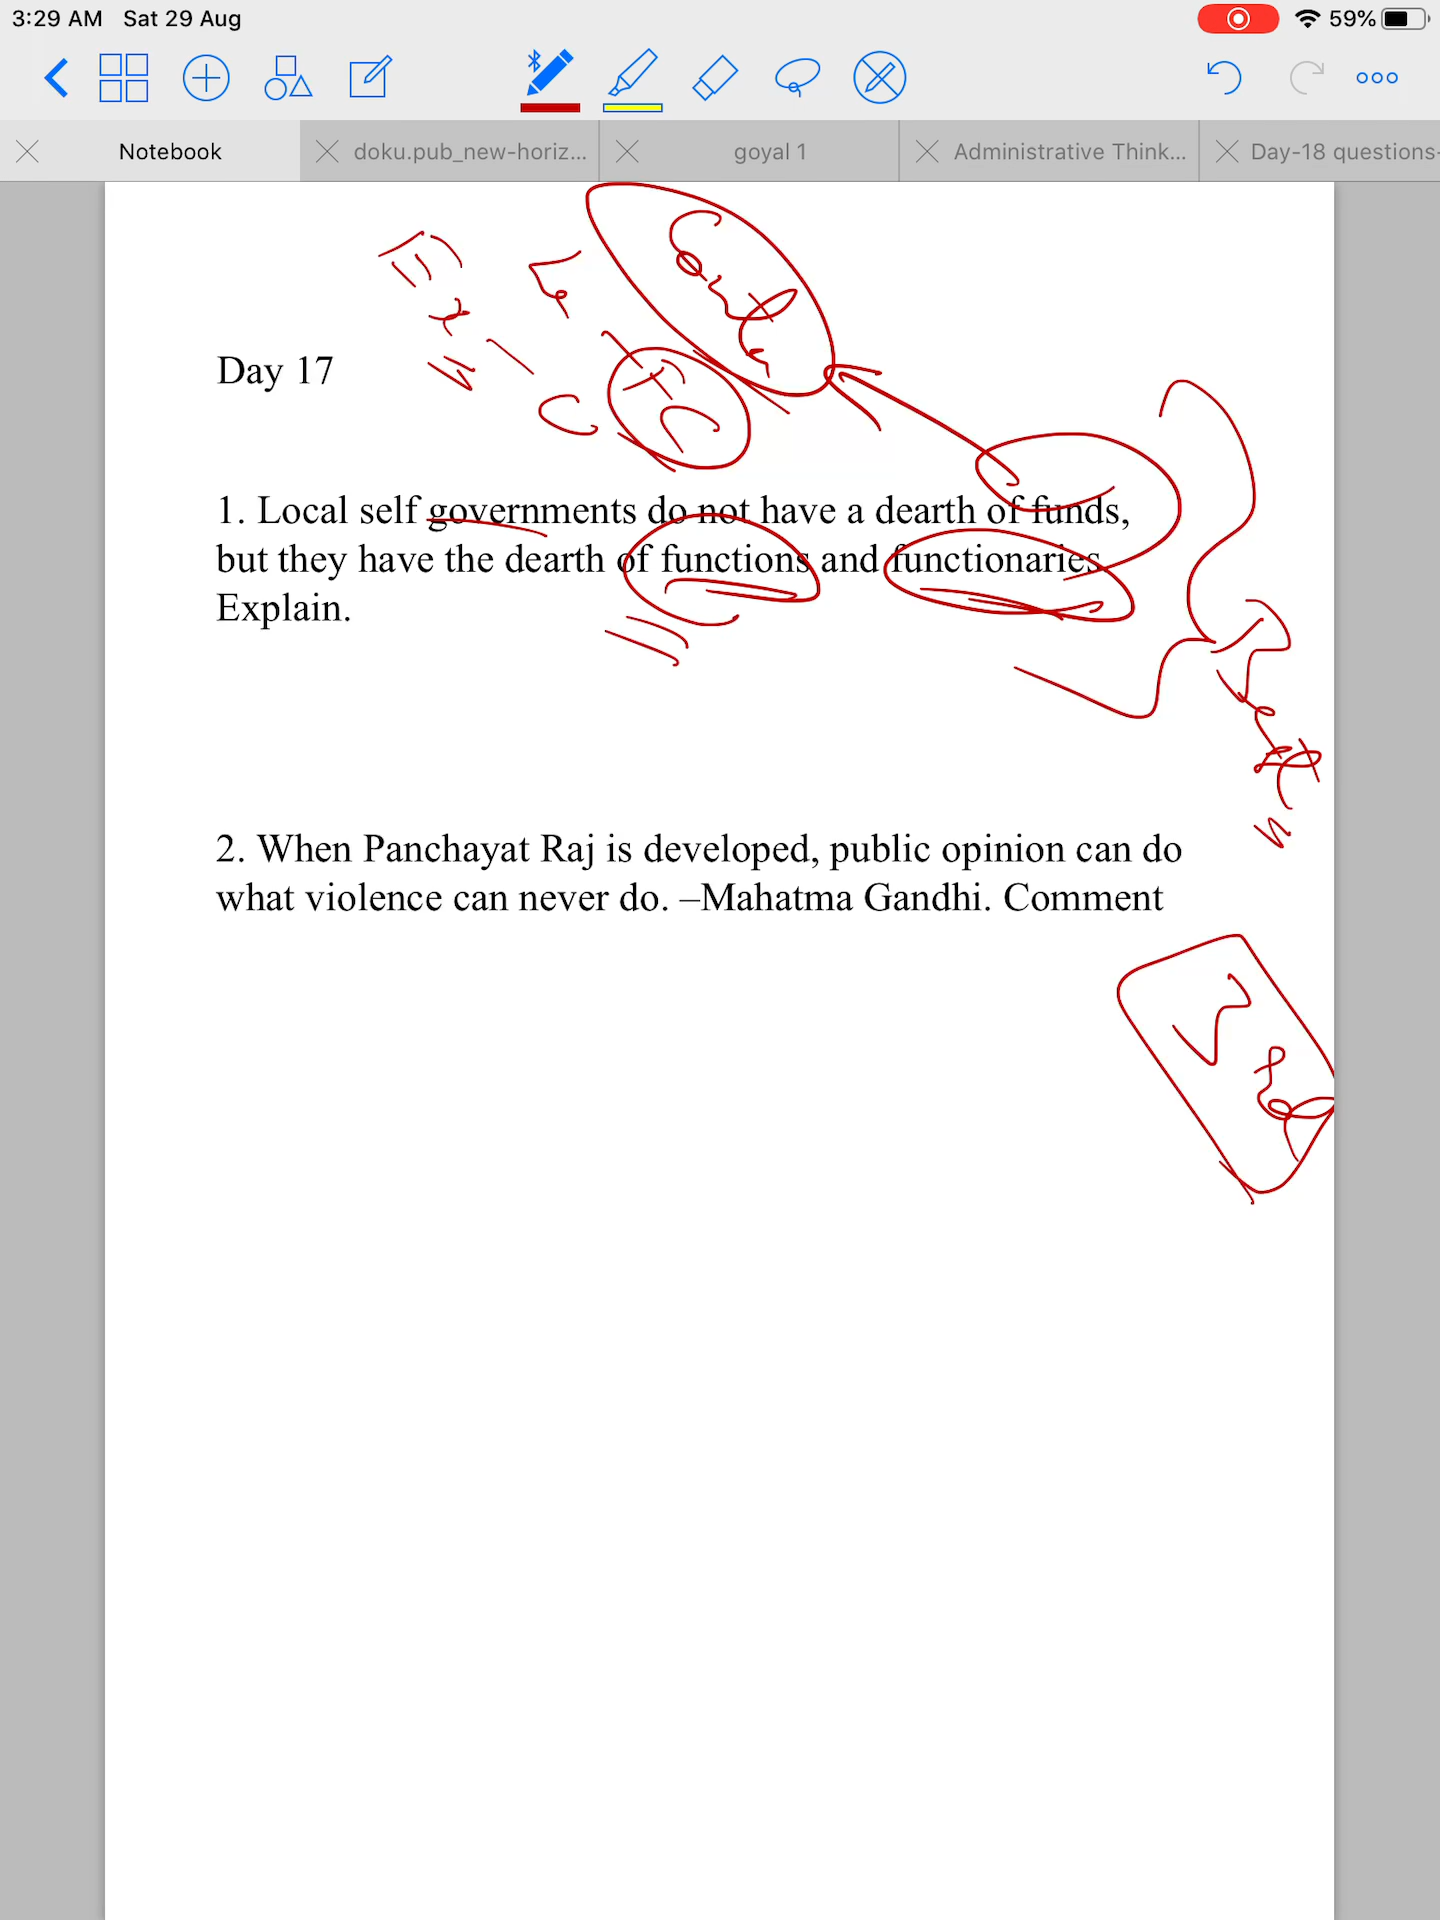 3:29 AM Sat 29 Aug
59%
Notebook
doku.pub_new-horiz...
goyal 1
Administrative Think...
Day-18 questions-
Day 17
1. Local self governments do not have a dearth of funds,
but they have the dearth of functions and functionaries.
Explain.
2. When Panchayat Raj is developed, public opinion can do
what violence can never do. –Mahatma Gandhi. Comment